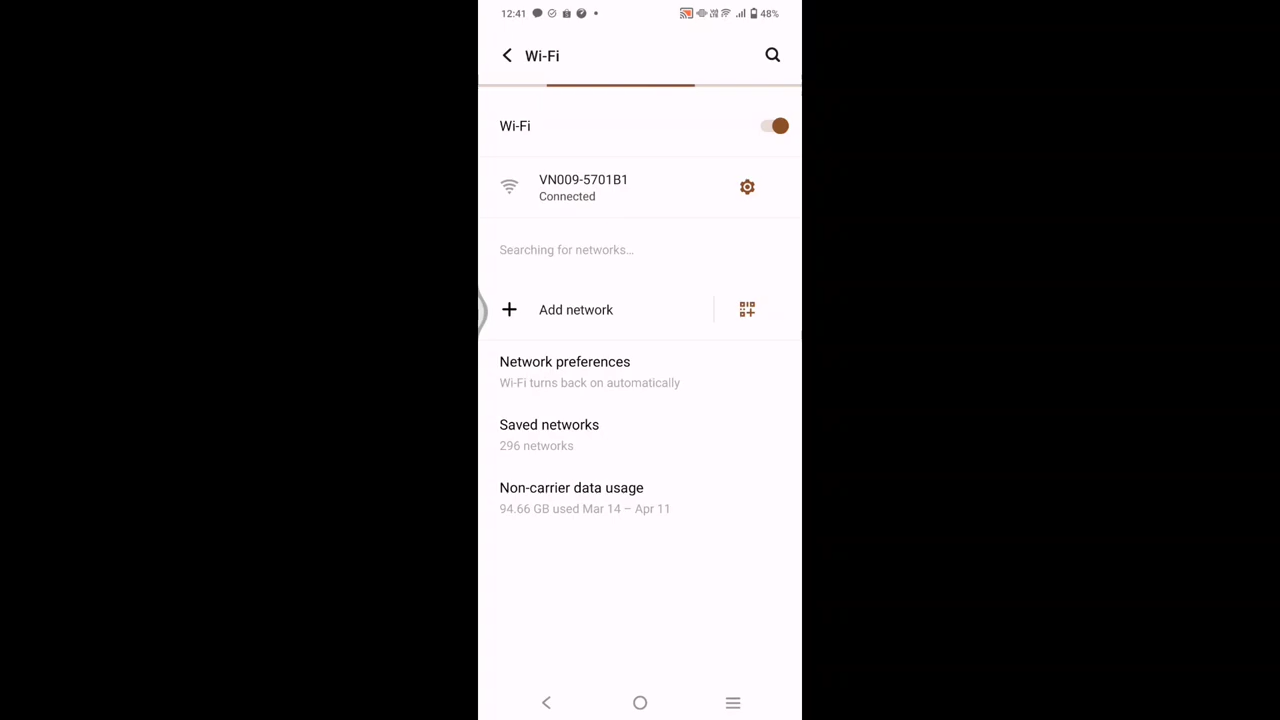 12:41
48%
Wi-Fi
Wi-Fi
VN009-5701B1
Connected
Searching for networks...
Add network
Network preferences
Wi-Fi turns back on automatically
Saved networks
296 networks
Non-carrier data usage
94.66 GB used Mar 14 – Apr 11